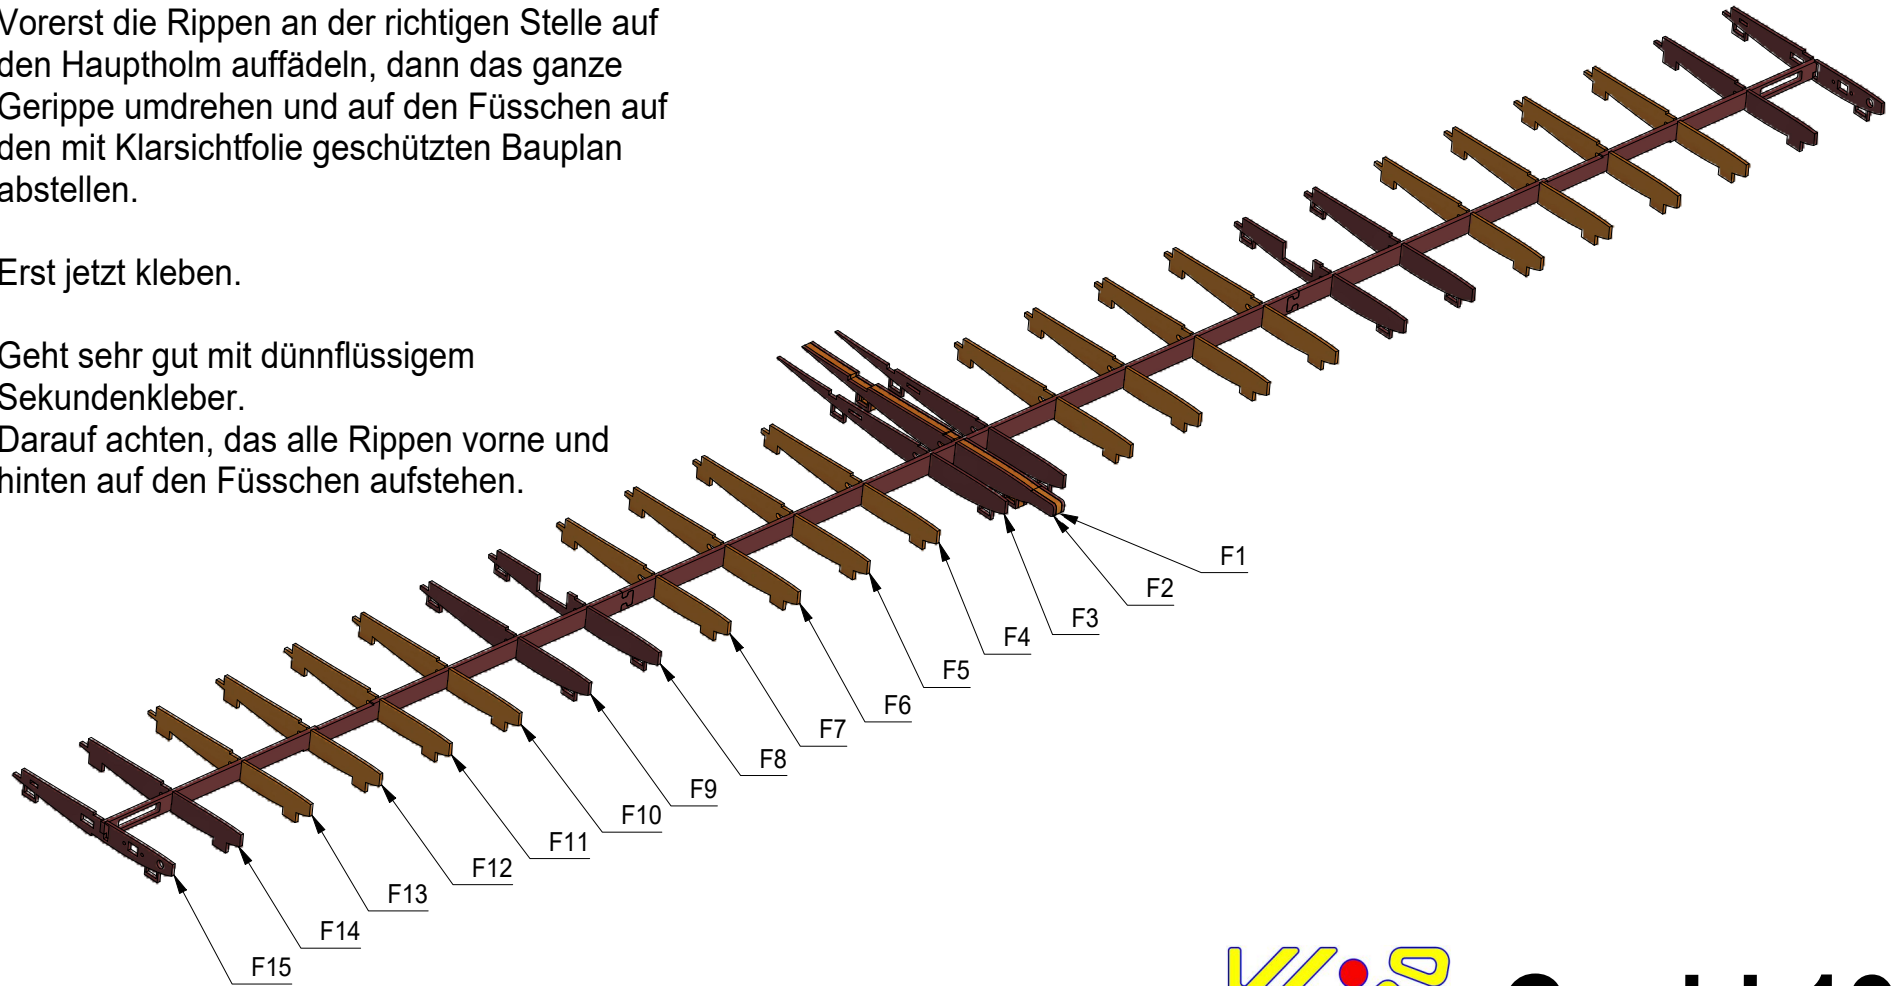 Vorerst die Rippen an der richtigen Stelle auf
den Hauptholm auffädeln, dann das ganze
Gerippe umdrehen und auf den Füsschen auf
den mit Klarsichtfolie geschützten Bauplan
abstellen.
Erst jetzt kleben.
Geht sehr gut mit dünnflüssigem
Sekundenkleber.
Darauf achten, das alle Rippen vorne und
hinten auf den Füsschen aufstehen.
F1
F2
F3
F4
F5
F6
F7
F8
F9
F10
F11
F12
F13
F14
F15